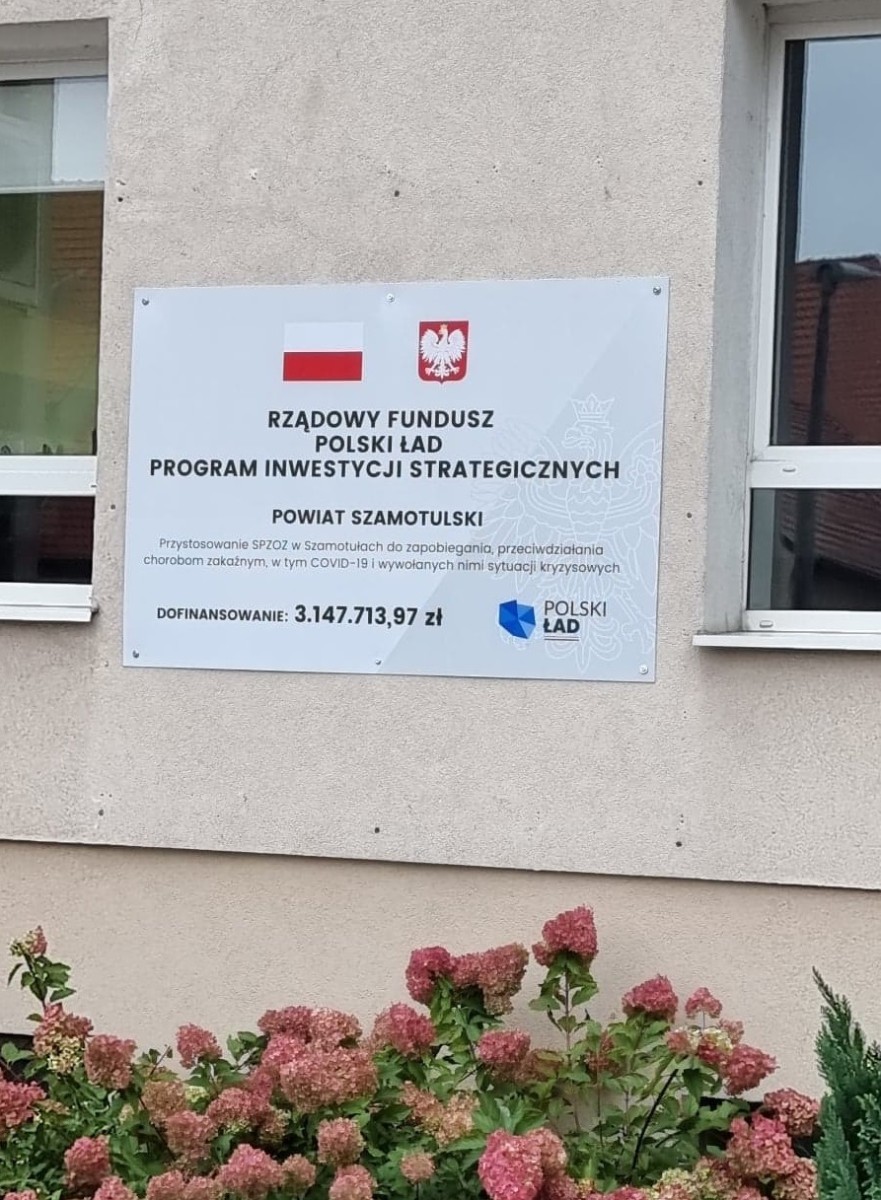 RZĄDOWY FUNDUSZ
POLSKI ŁAD
PROGRAM INWESTYCJI STRATEGICZNYCH
POWIAT SZAMOTULSKI
Przystosowanie SPZOZ w Szamotułach do zapobiegania, przeciwdziałania
chorobom zakaźnym, w tym COVID-19 i wywołanych nimi sytuacji kryzysowych
DOFINANSOWANIE: 3.147.713,97 zł
POLSKI
ŁAD